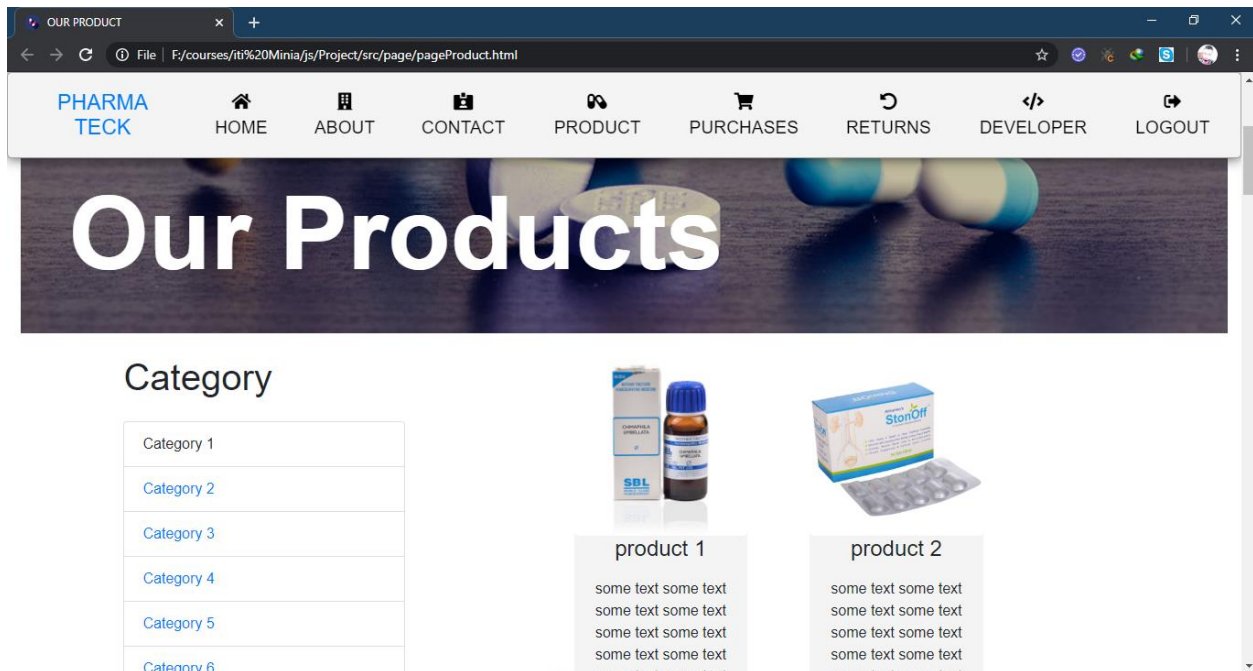 OUR PRODUCT
File F:/courses/iti%20Minia/js/Project/src/page/pageProduct.html
PHARMA TECK
HOME
ABOUT
CONTACT
PRODUCT
PURCHASES
RETURNS
DEVELOPER
LOGOUT
Our Products
Category
Category 1
Category 2
Category 3
Category 4
Category 5
Category 6
SBL
StonOff
product 1
some text some text
some text some text
some text some text
some text some text
product 2
some text some text
some text some text
some text some text
some text some text